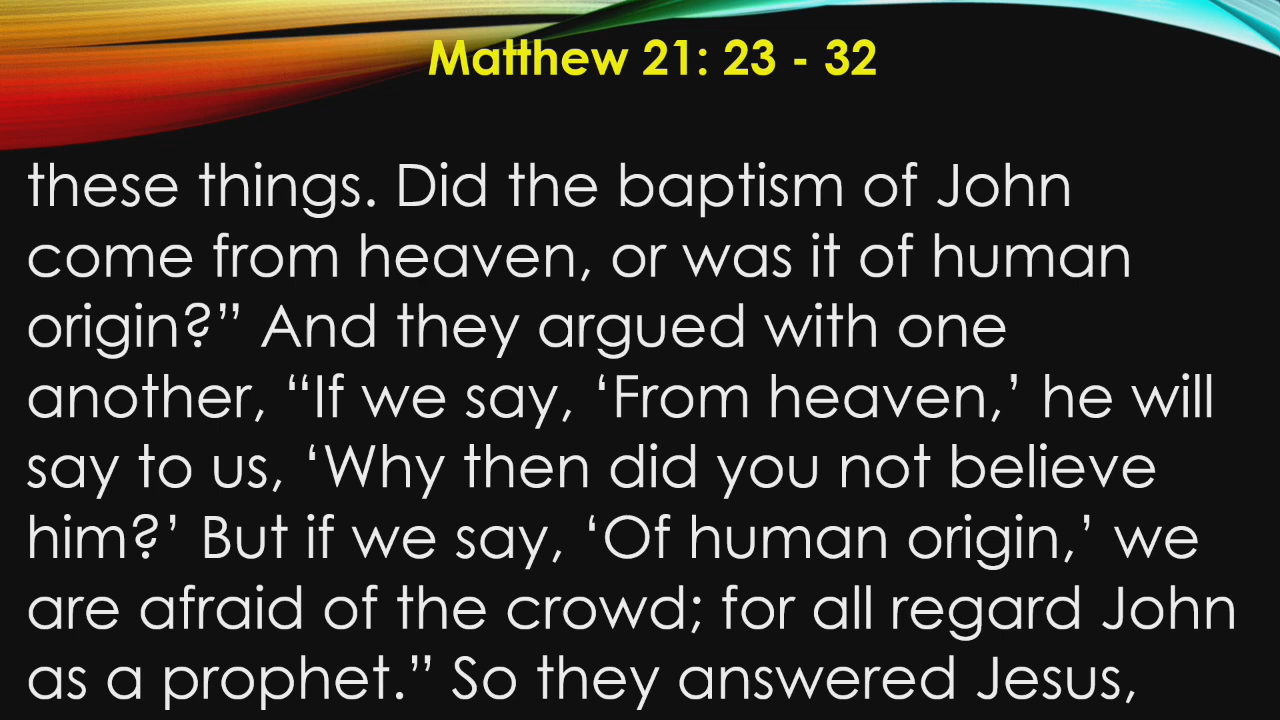 Matthew 21: 23 - 32
these things. Did the baptism of John
come from heaven, or was it of human
origin?” And they argued with one
another, “If we say, ‘From heaven,’ he will
say to us, ‘Why then did you not believe
him?’ But if we say, ‘Of human origin,’ we
are afraid of the crowd; for all regard John
as a prophet.” So they answered Jesus,